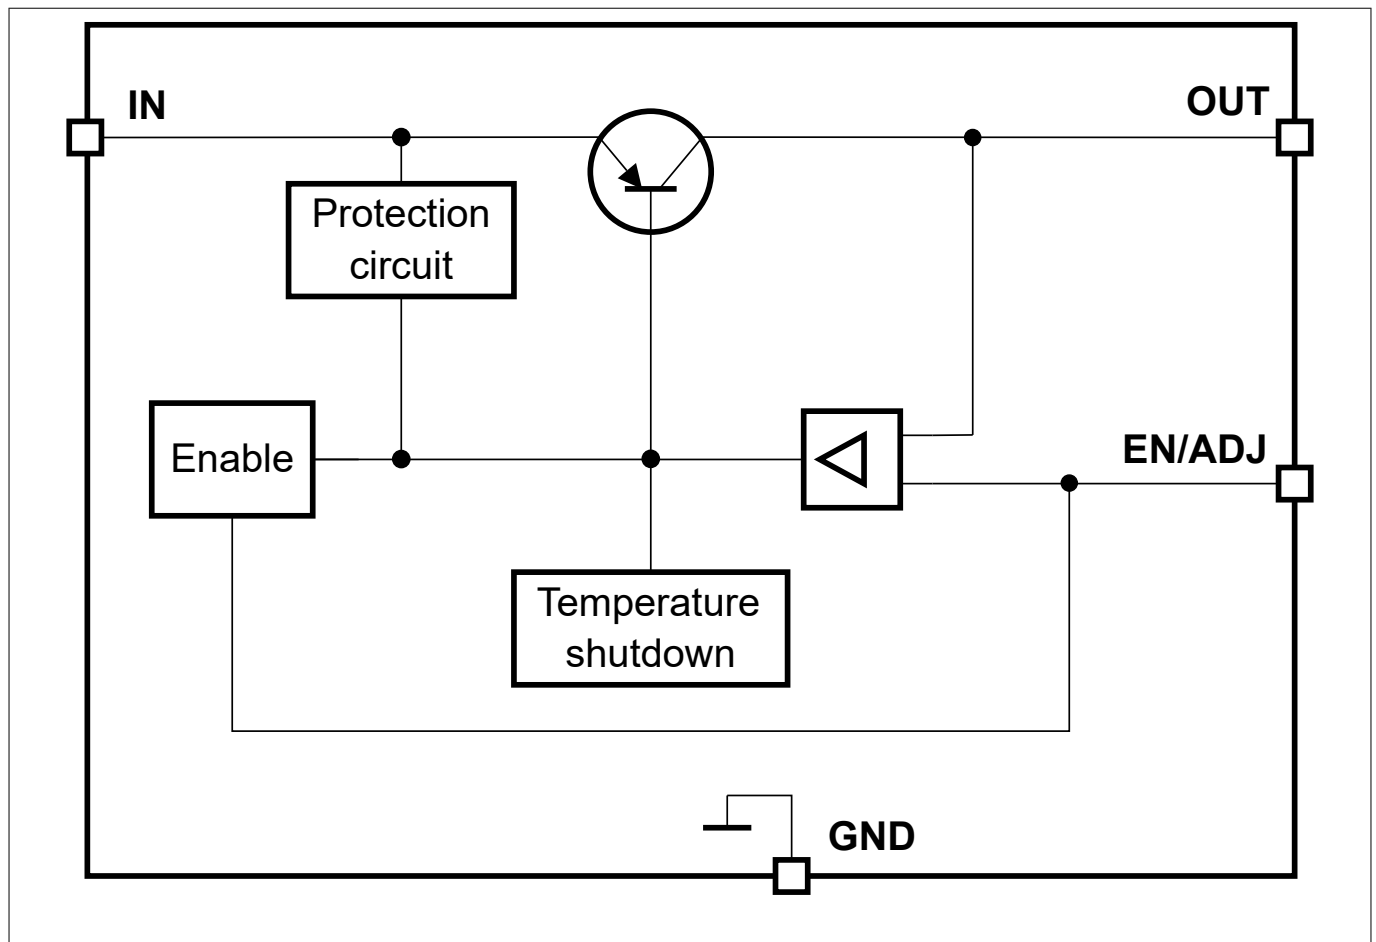 IN
OUT
Protection
circuit
Enable
EN/ADJ
Temperature
shutdown
GND